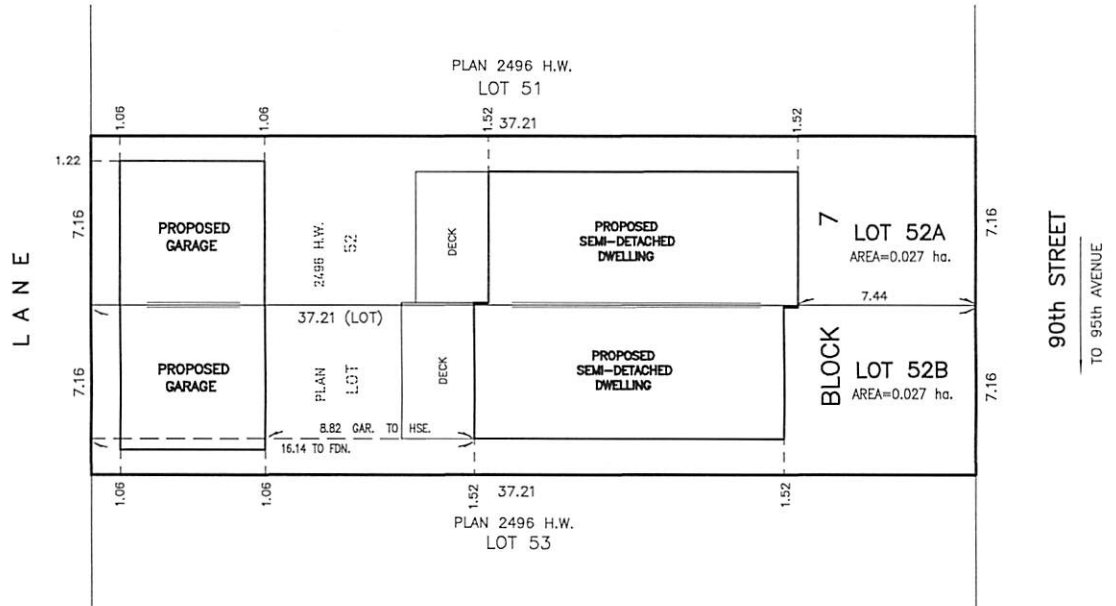 PLAN 2496 H.W.
LOT 51
1.06
1.06
1.52
37.21
1.52
1.22
7.16
PROPOSED
GARAGE
2496 H.W.
52
DECK
PROPOSED
SEMI-DETACHED
DWELLING
7
LOT 52A
AREA=0.027 ha.
7.16
LANE
37.21 (LOT)
7.44
90th STREET
TO 95th AVENUE
7.16
PROPOSED
GARAGE
PLAN
LOT
DECK
PROPOSED
SEMI-DETACHED
DWELLING
BLOCK
LOT 52B
AREA=0.027 ha.
7.16
8.82 GAR. TO HSE.
16.14 TO FDN.
1.06
1.06
1.52
37.21
1.52
PLAN 2496 H.W.
LOT 53